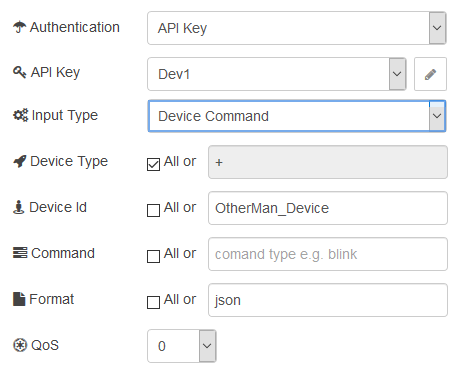 Authentication API Key
API Key Dev1
Input Type Device Command
Device Type All or +
Device Id All or OtherMan_Device
Command All or comand type e.g. blink
Format All or json
QoS 0